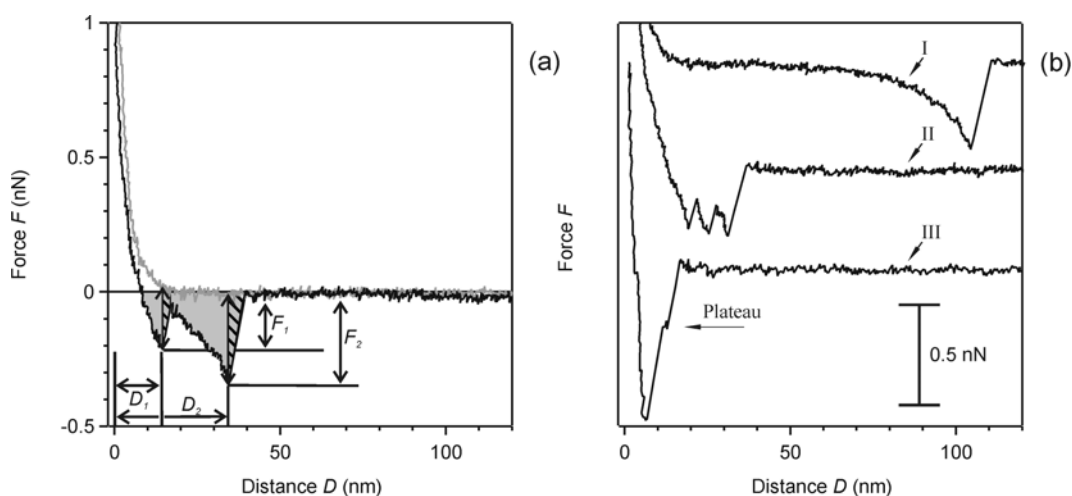 (a)
1
0.5
0
-0.5
Force F (nN)
F₁
F₂
D₁
D₂
0
50
100
Distance D (nm)
(b)
I
II
III
Plateau
0.5 nN
Force F
0
50
100
Distance D (nm)